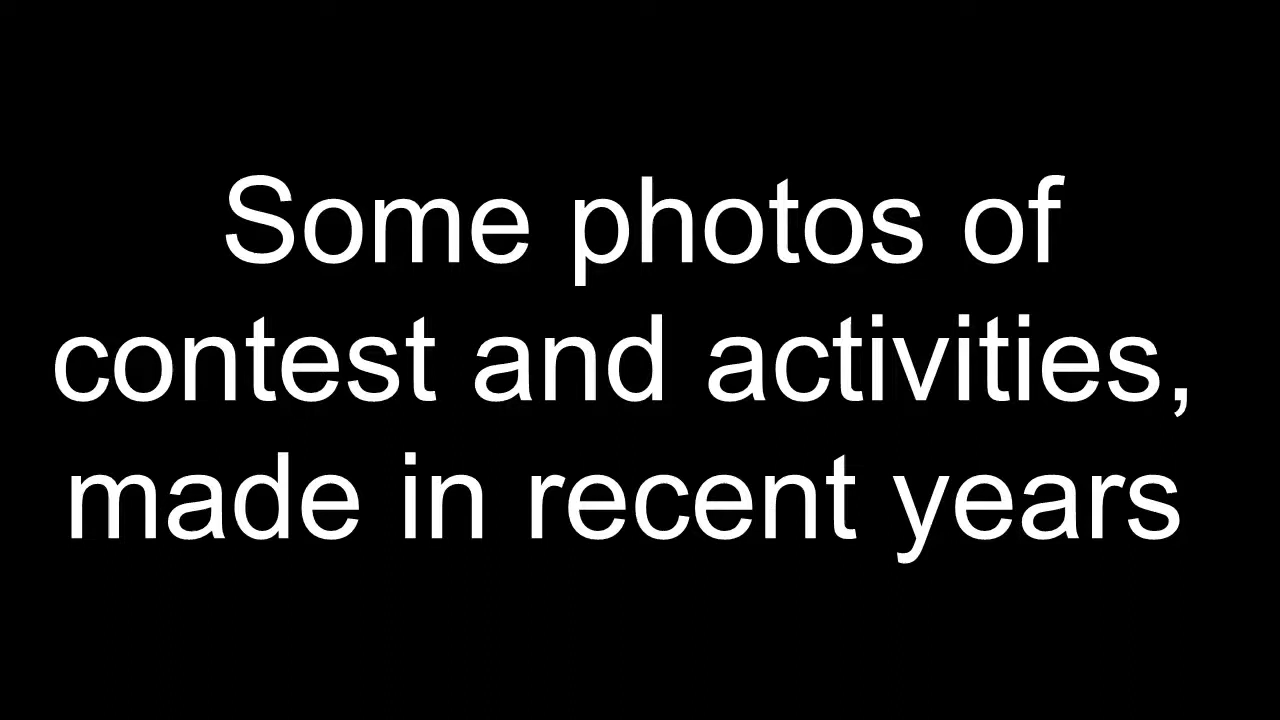 Some photos of
contest and activities,
made in recent years